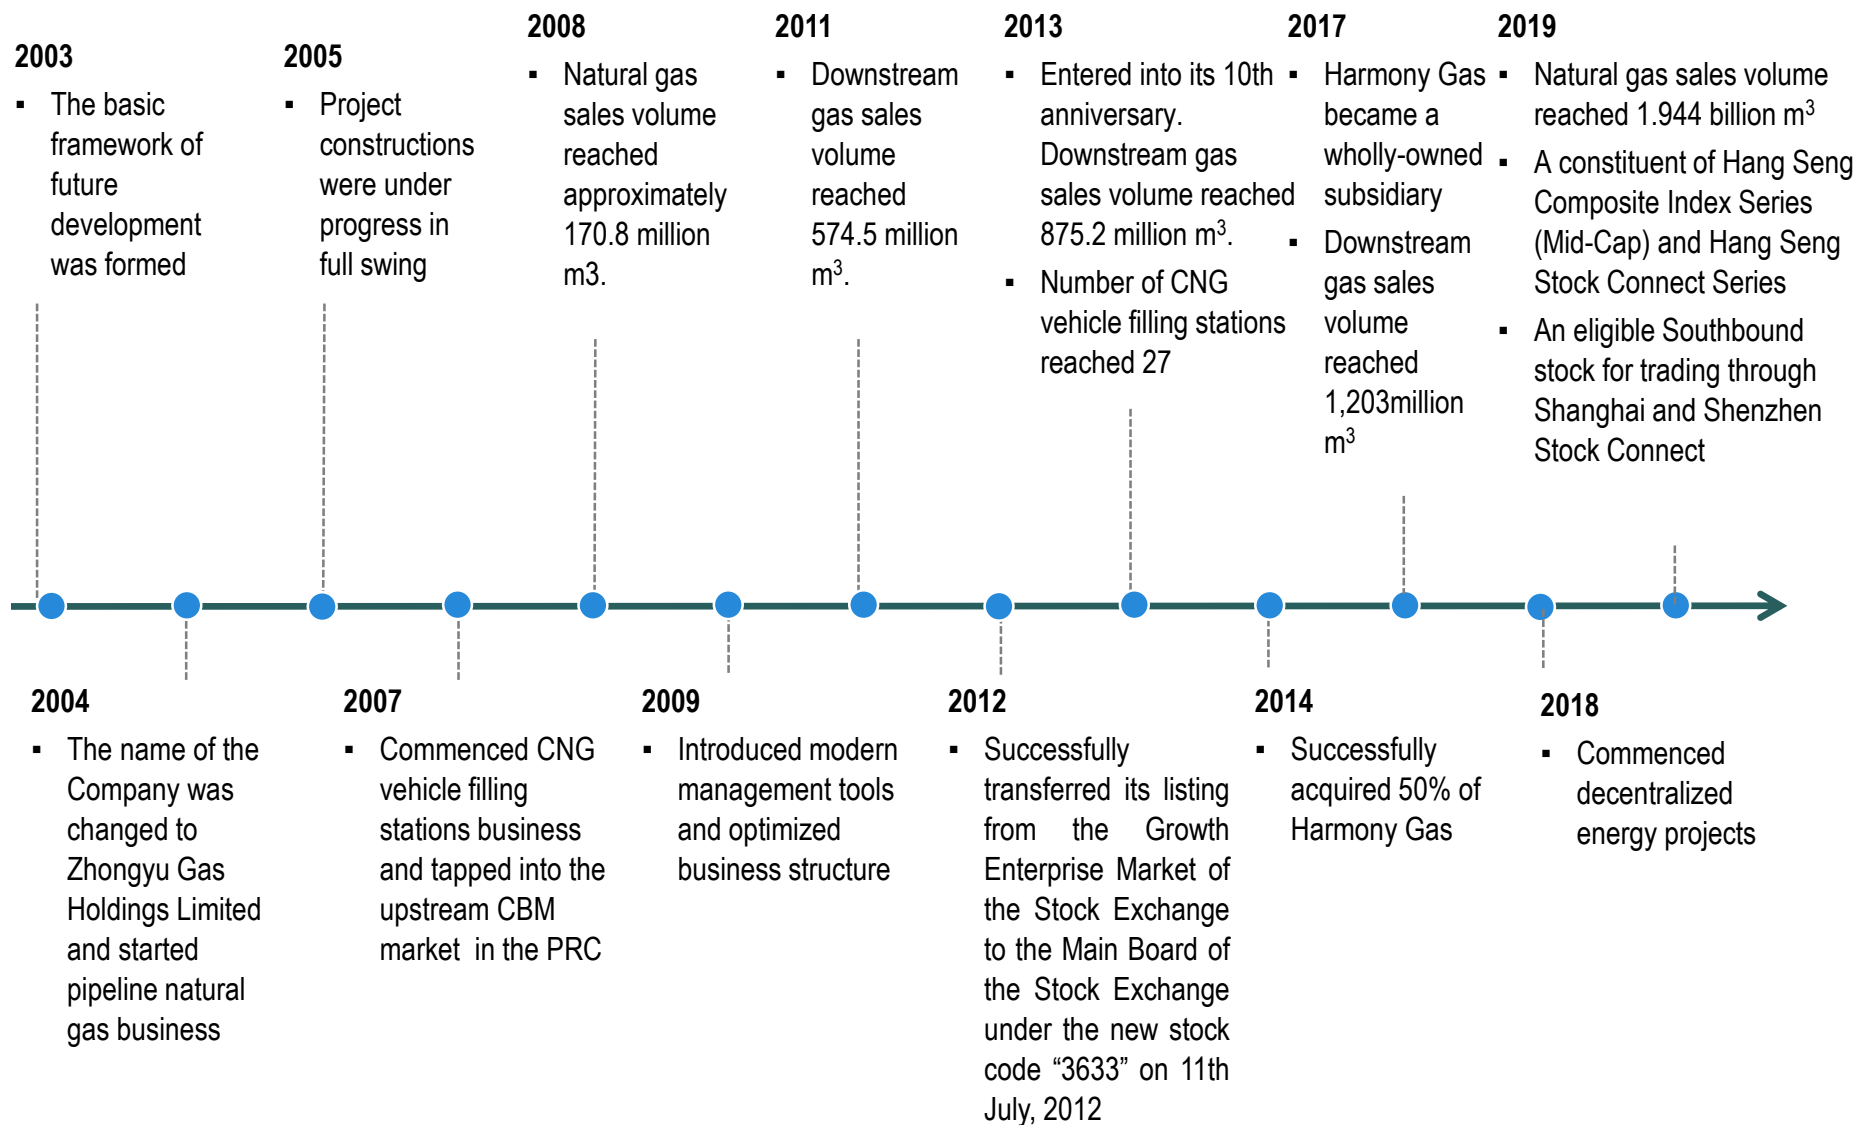 2003
▪ The basic
framework of
future
development
was formed
2005
▪ Project
constructions
were under
progress in
full swing
2008
▪ Natural gas
sales volume
reached
approximately
170.8 million
m3.
2011
▪ Downstream
gas sales
volume
reached
574.5 million
m³.
2013
▪ Entered into its 10th
anniversary.
Downstream gas
sales volume reached
875.2 million m³.
▪ Number of CNG
vehicle filling stations
reached 27
2017
▪ Harmony Gas
became a
wholly-owned
subsidiary
▪ Downstream
gas sales
volume
reached
1,203million
m³
2019
▪ Natural gas sales volume
reached 1.944 billion m³
▪ A constituent of Hang Seng
Composite Index Series
(Mid-Cap) and Hang Seng
Stock Connect Series
▪ An eligible Southbound
stock for trading through
Shanghai and Shenzhen
Stock Connect
2004
▪ The name of the
Company was
changed to
Zhongyu Gas
Holdings Limited
and started
pipeline natural
gas business
2007
▪ Commenced CNG
vehicle filling
stations business
and tapped into the
upstream CBM
market in the PRC
2009
▪ Introduced modern
management tools
and optimized
business structure
2012
▪ Successfully
transferred its listing
from the Growth
Enterprise Market of
the Stock Exchange
to the Main Board of
the Stock Exchange
under the new stock
code “3633” on 11th
July, 2012
2014
▪ Successfully
acquired 50% of
Harmony Gas
2018
▪ Commenced
decentralized
energy projects